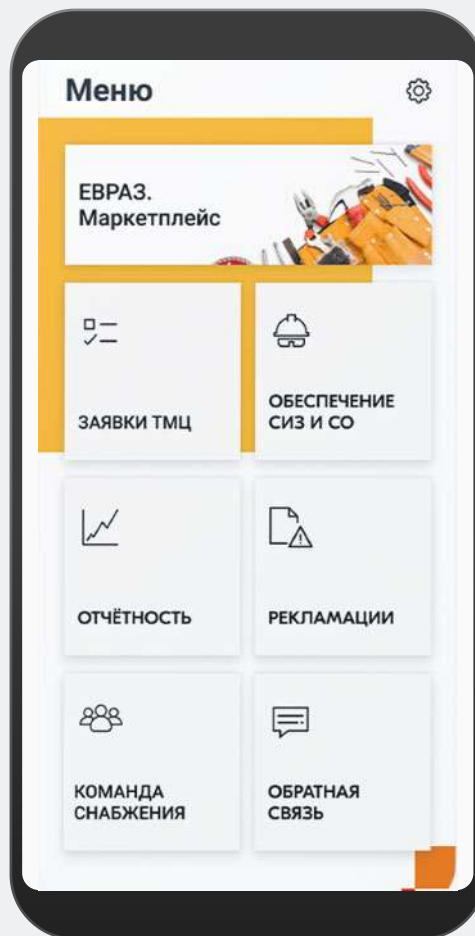 Меню
ЕВРАЗ.
Маркетплейс
ЗАЯВКИ ТМЦ
ОБЕСПЕЧЕНИЕ
СИЗ И СО
ОТЧЁТНОСТЬ
РЕКЛАМАЦИИ
КОМАНДА
СНАБЖЕНИЯ
ОБРАТНАЯ
СВЯЗЬ